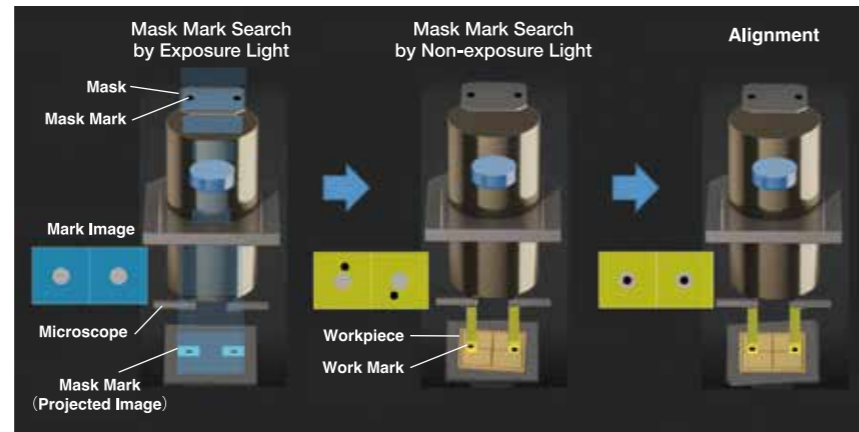 Mask Mark Search
by Exposure Light
Mask Mark Search
by Non-exposure Light
Alignment
Mask
Mask Mark
Mark Image
Microscope
Mask Mark
（Projected Image）
Workpiece
Work Mark